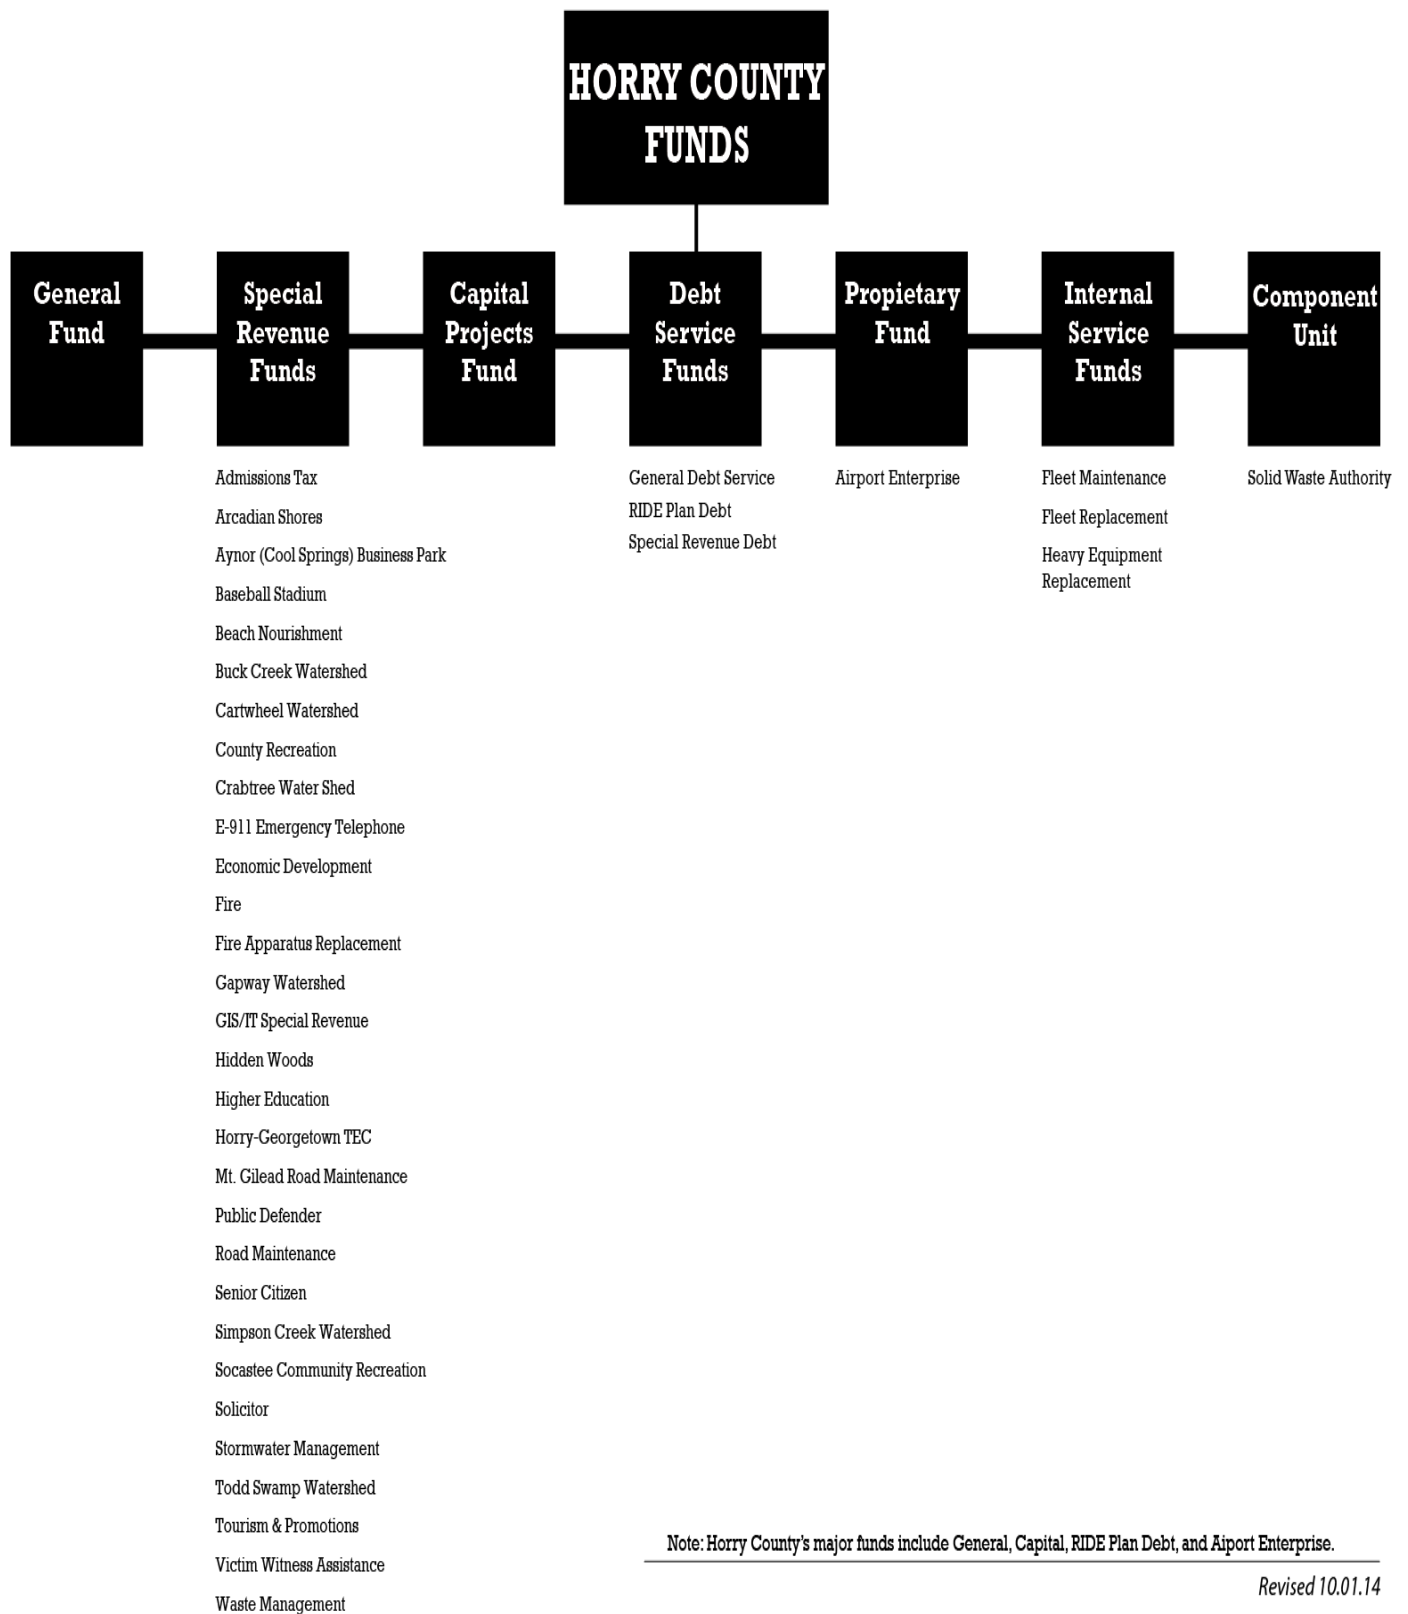 HORRY COUNTY
FUNDS
General
Fund
Special
Revenue
Funds
Capital
Projects
Fund
Debt
Service
Funds
Propietary
Fund
Internal
Service
Funds
Component
Unit
Admissions Tax
Arcadian Shores
Aynor (Cool Springs) Business Park
Baseball Stadium
Beach Nourishment
Buck Creek Watershed
Cartwheel Watershed
County Recreation
Crabtree Water Shed
E-911 Emergency Telephone
Economic Development
Fire
Fire Apparatus Replacement
Gapway Watershed
GIS/IT Special Revenue
Hidden Woods
Higher Education
Horry-Georgetown TEC
Mt. Gilead Road Maintenance
Public Defender
Road Maintenance
Senior Citizen
Simpson Creek Watershed
Socastee Community Recreation
Solicitor
Stormwater Management
Todd Swamp Watershed
Tourism & Promotions
Victim Witness Assistance
Waste Management
General Debt Service
RIDE Plan Debt
Special Revenue Debt
Airport Enterprise
Fleet Maintenance
Fleet Replacement
Heavy Equipment
Replacement
Solid Waste Authority
Note: Horry County's major funds include General, Capital, RIDE Plan Debt, and Aiport Enterprise.
Revised 10.01.14